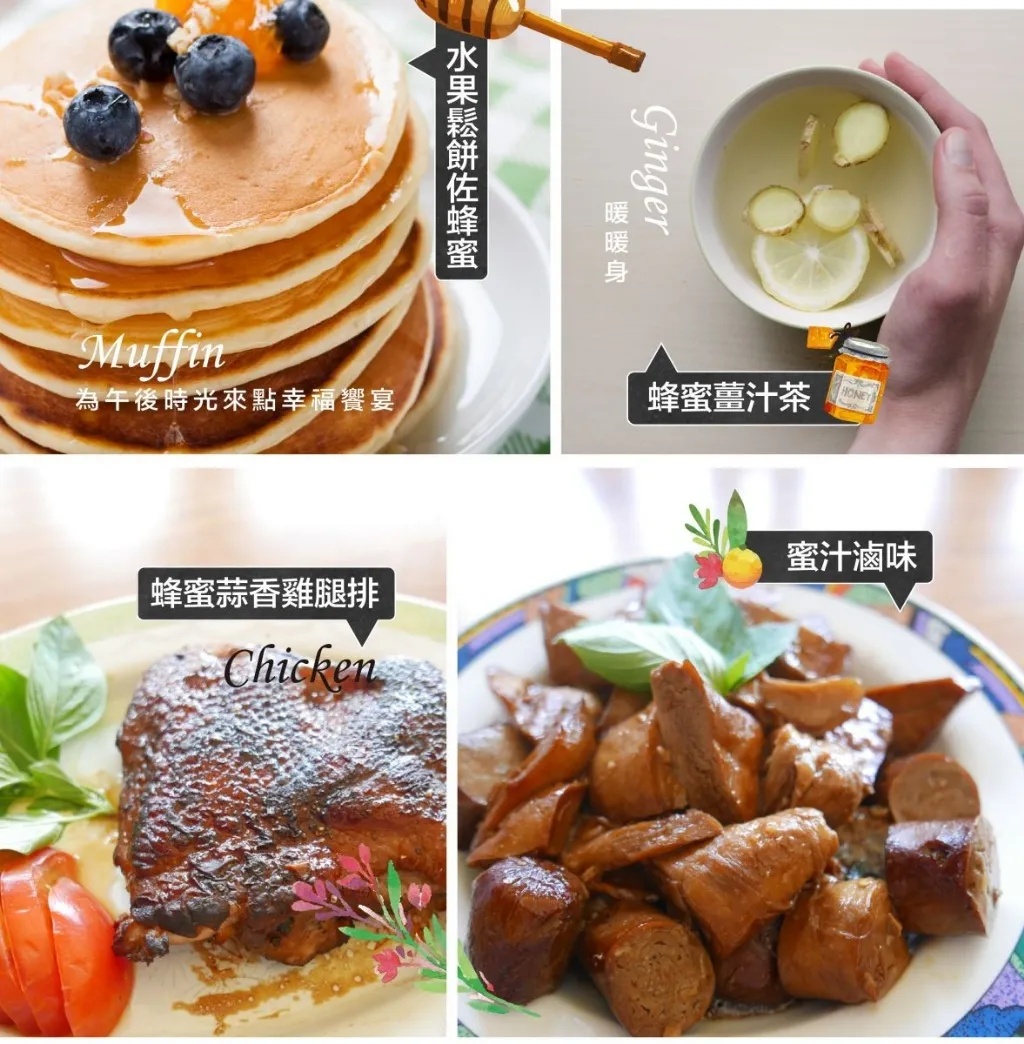 水果鬆餅佐蜂蜜
Muffin
為午後時光來點幸福饗宴
Ginger
暖暖身
蜂蜜薑汁茶
HONEY
蜂蜜蒜香雞腿排
Chicken
蜜汁滷味